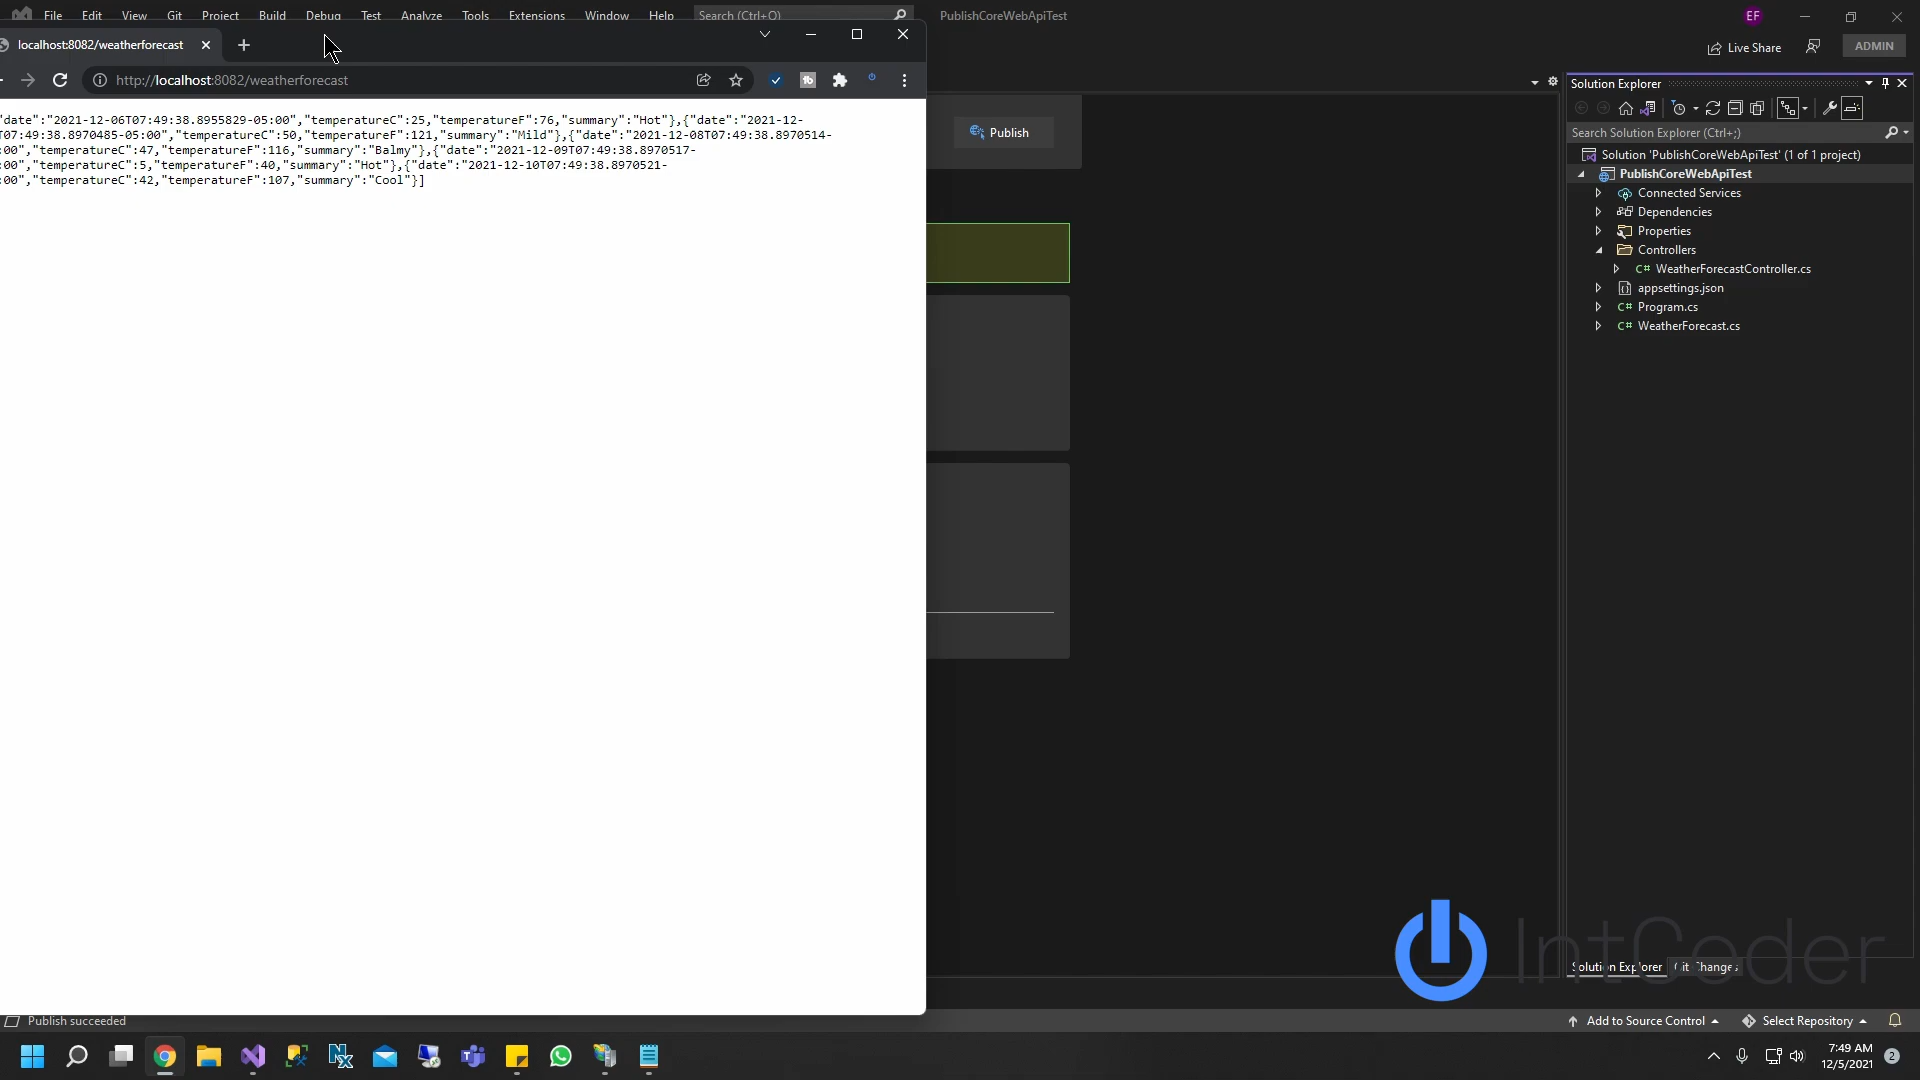 File Edit View Git Project Build Debug Test Analyze Tools Extensions Window Help Search (Ctrl+Q) PublishCoreWebApiTest EF
localhost:8082/weatherforecast
Live Share ADMIN
http://localhost:8082/weatherforecast
"date":"2021-12-06T07:49:38.8955829-05:00","temperatureC":25,"temperatureF":76,"summary":"Hot"},{"date":"2021-12-
T07:49:38.8970485-05:00","temperatureC":50,"temperatureF":121,"summary":"Mild"},{"date":"2021-12-08T07:49:38.8970514-
:00","temperatureC":47,"temperatureF":116,"summary":"Balmy"},{"date":"2021-12-09T07:49:38.8970517-
:00","temperatureC":5,"temperatureF":40,"summary":"Hot"},{"date":"2021-12-10T07:49:38.8970521-
:00","temperatureC":42,"temperatureF":107,"summary":"Cool"}]
Publish
Solution Explorer
Search Solution Explorer (Ctrl+;)
Solution 'PublishCoreWebApiTest' (1 of 1 project)
PublishCoreWebApiTest
Connected Services
Dependencies
Properties
Controllers
C# WeatherForecastController.cs
appsettings.json
C# Program.cs
C# WeatherForecast.cs
IntCoder
Solution Explorer Git Changes
Publish succeeded
Add to Source Control Select Repository
7:49 AM
12/5/2021
2